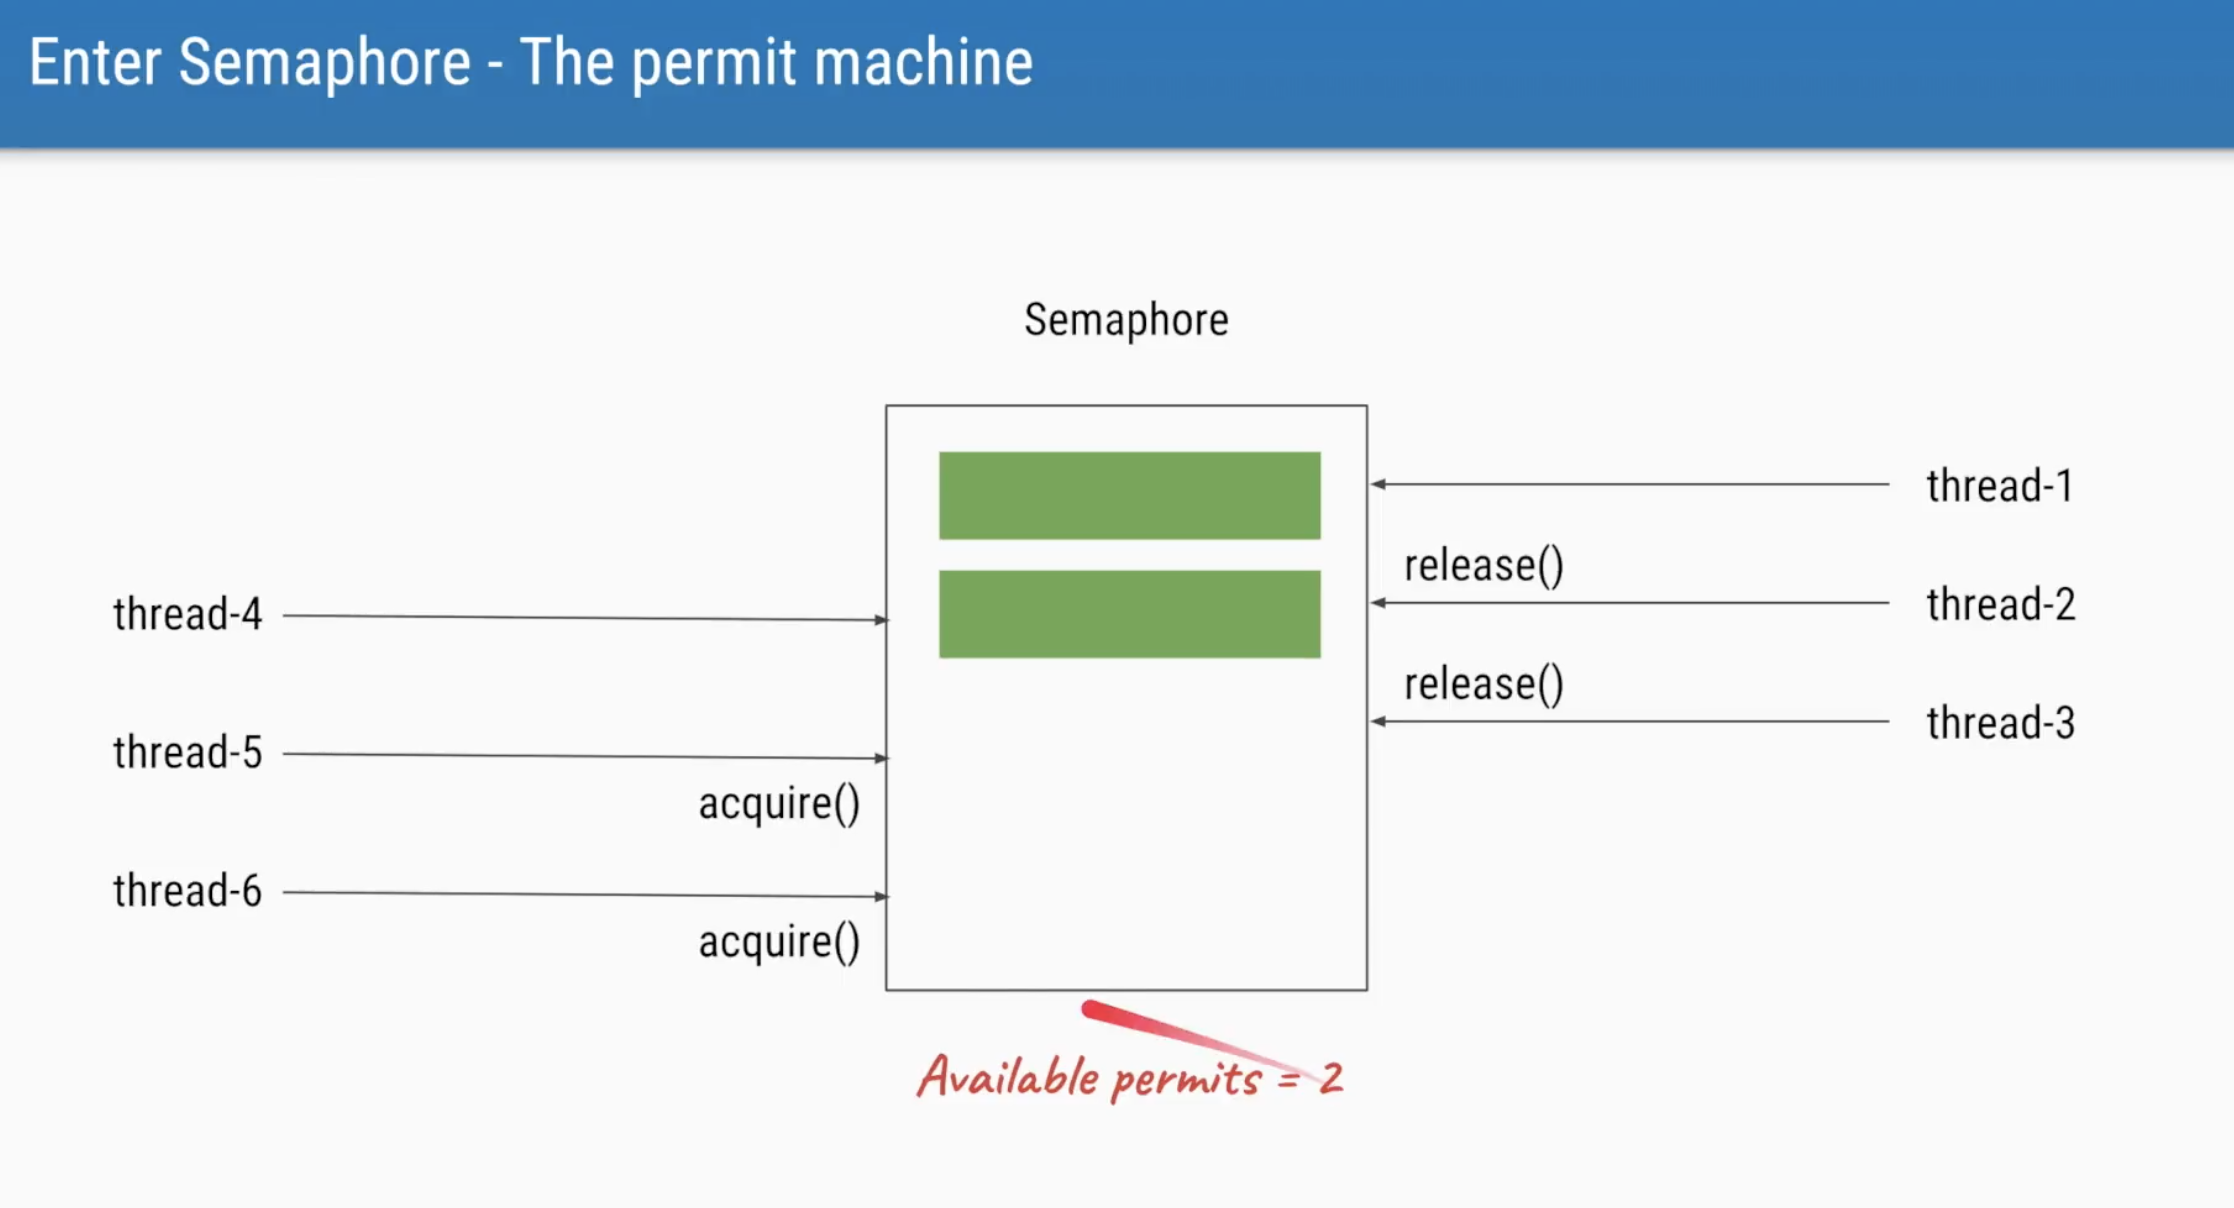 Enter Semaphore - The permit machine
Semaphore
thread-1
release()
thread-2
thread-4
release()
thread-3
thread-5
acquire()
thread-6
acquire()
Available permits = 2